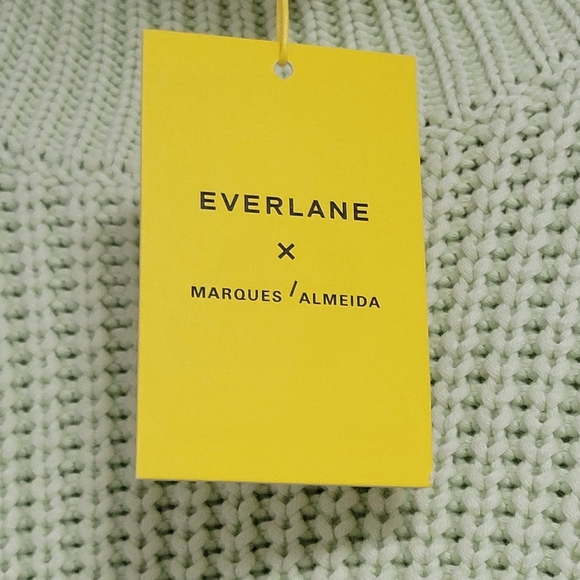 EVERLANE
×
MARQUES / ALMEIDA